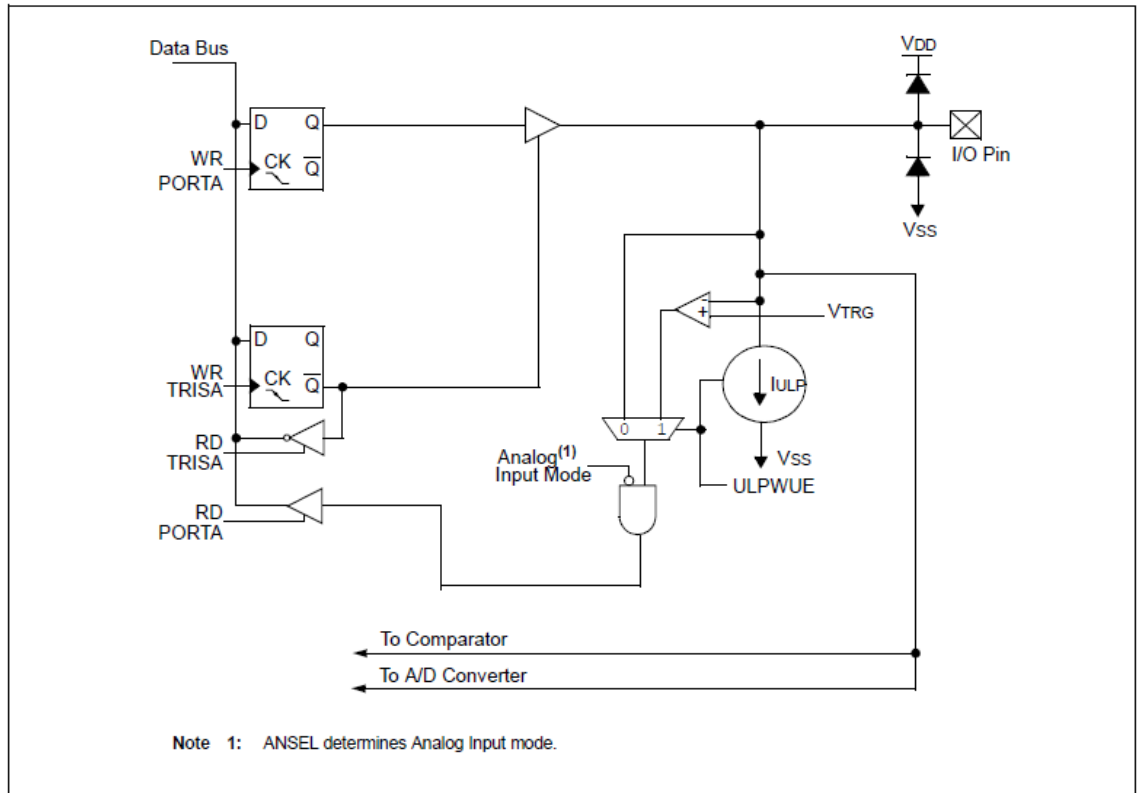 Data Bus
VDD
D Q
WR
PORTA
CK Q
I/O Pin
VSS
-
+
VTRG
D Q
WR
TRISA
CK Q
IULP
RD
TRISA
0 1
VSS
Analog(1)
Input Mode
ULPWUE
RD
PORTA
To Comparator
To A/D Converter
Note 1: ANSEL determines Analog Input mode.